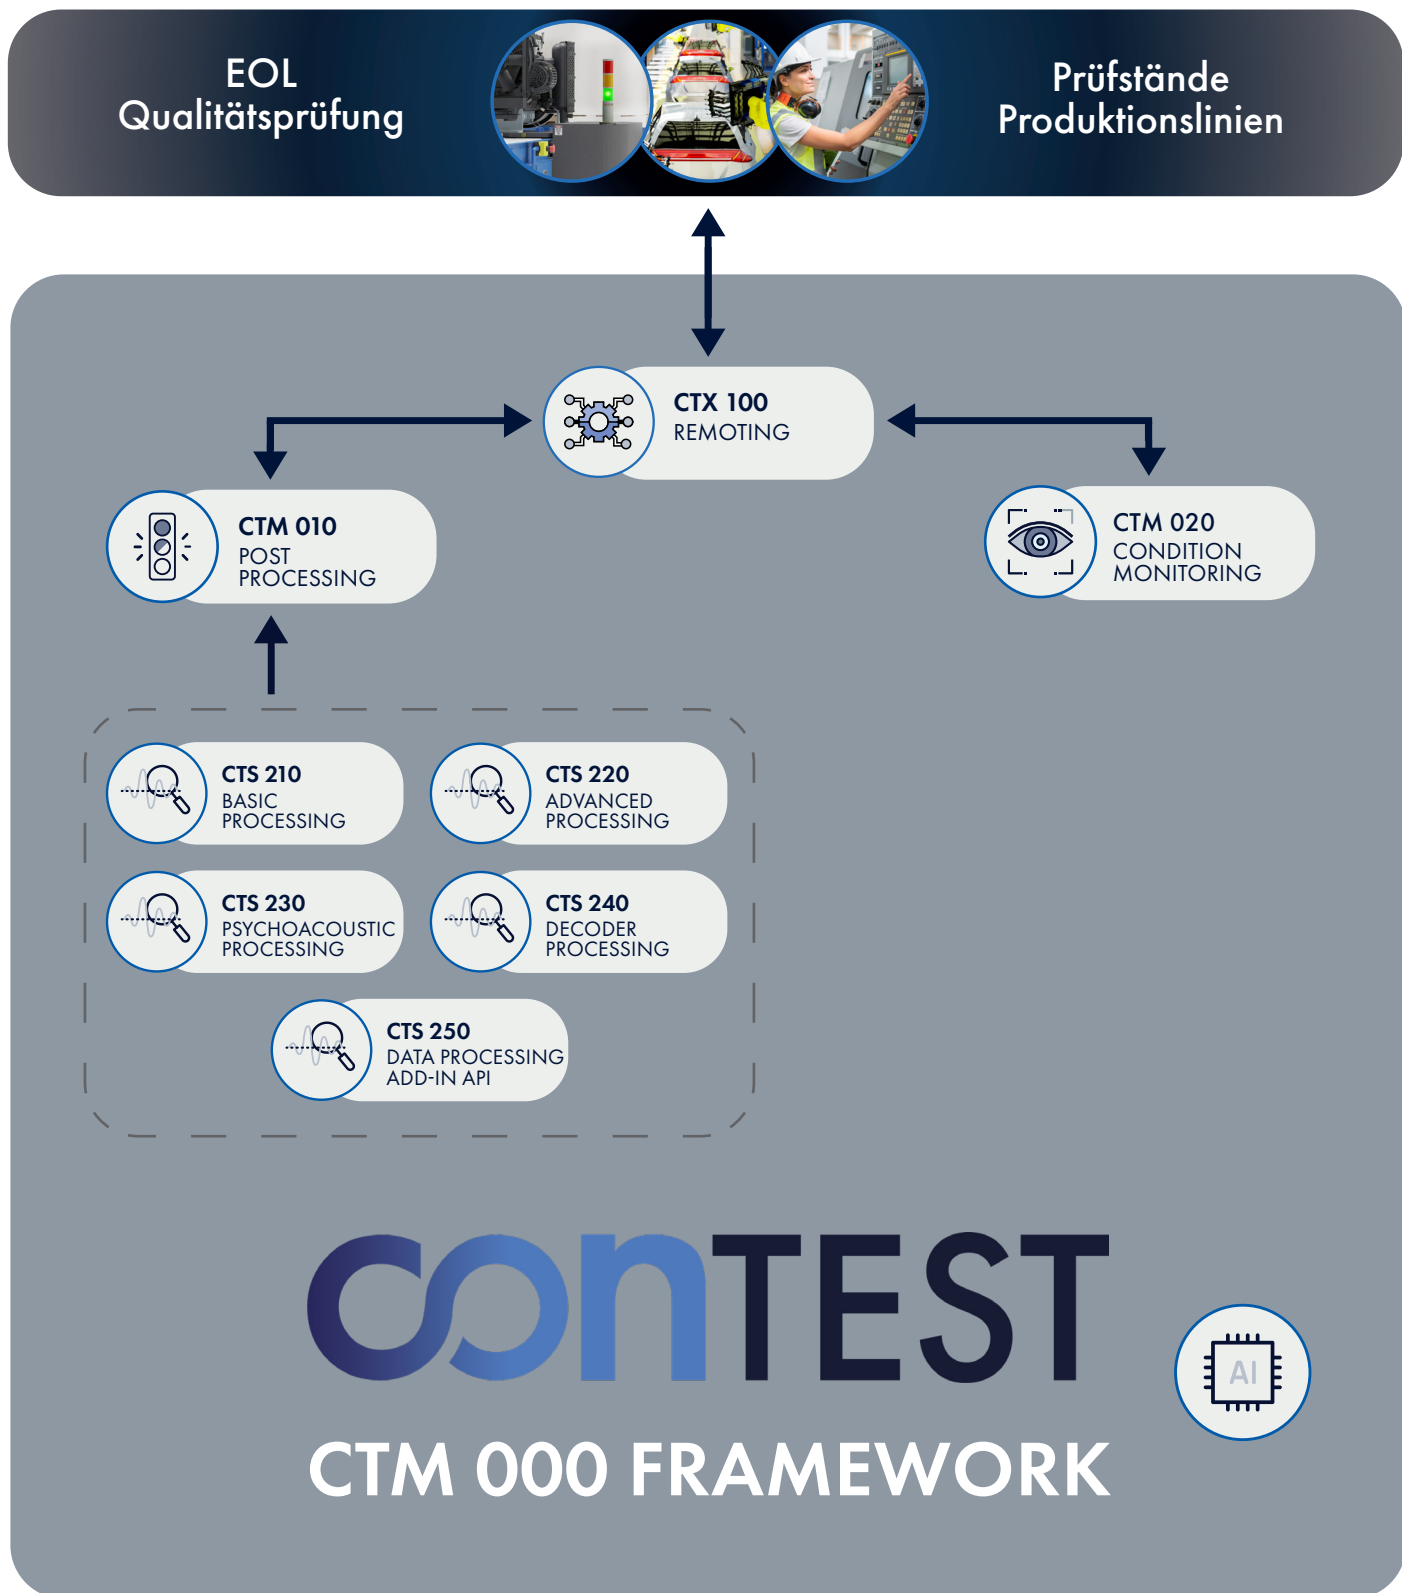 EOL
Qualitätsprüfung
Prüfstände
Produktionslinien
CTX 100
REMOTING
CTM 010
POST
PROCESSING
CTM 020
CONDITION
MONITORING
CTS 210
BASIC
PROCESSING
CTS 220
ADVANCED
PROCESSING
CTS 230
PSYCHOACOUSTIC
PROCESSING
CTS 240
DECODER
PROCESSING
CTS 250
DATA PROCESSING
ADD-IN API
conTEST
AI
CTM 000 FRAMEWORK